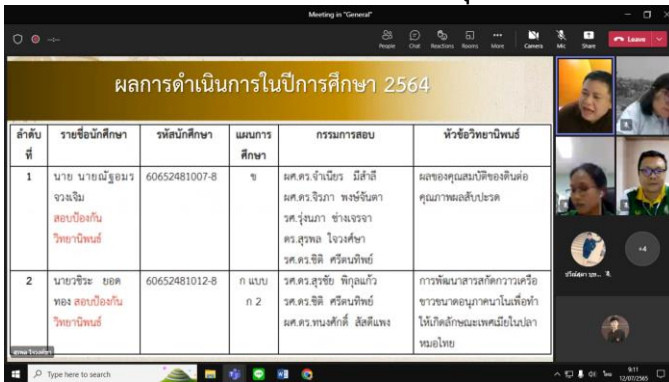 Meeting in "General"
People Chat Reactions Rooms More Camera Mic Share Leave
ผลการดำเนินการในปีการศึกษา 2564
ลำดับที่ รายชื่อนักศึกษา รหัสนักศึกษา แผนการศึกษา กรรมการสอบ หัวข้อวิทยานิพนธ์
1 นาย นายณัฐอมร 60652481007-8 ข ผศ.ดร.จำเนียร มีสำลี ผลของคุณสมบัติของดินต่อ
จวงเจิม ผศ.ดร.จิรภา พงษ์จันตา คุณภาพผลสับปะรด
สอบป้องกัน รศ.รุ่งนภา ช่างเจรจา
วิทยานิพนธ์ ดร.สุรพล ใจวงศ์ษา
รศ.ดร.ชิติ ศรีตนทิพย์
2 นายวชิระ ยอด 60652481012-8 ก แบบ รศ.ดร.สุรชัย พิกุลแก้ว การพัฒนาสารสกัดกวาวเครือ
ทอง สอบป้องกัน ก 2 รศ.ดร.ชิติ ศรีตนทิพย์ ขาวขนาดอนุภาคนาโนเพื่อทำ
วิทยานิพนธ์ ผศ.ดร.ทนงศักดิ์ สัสดีแพง ให้เกิดลักษณะเพศเมียในปลา
หมอไทย
+4
สุรพล ใจวงศ์ษา
Type here to search
9:11
12/07/2565